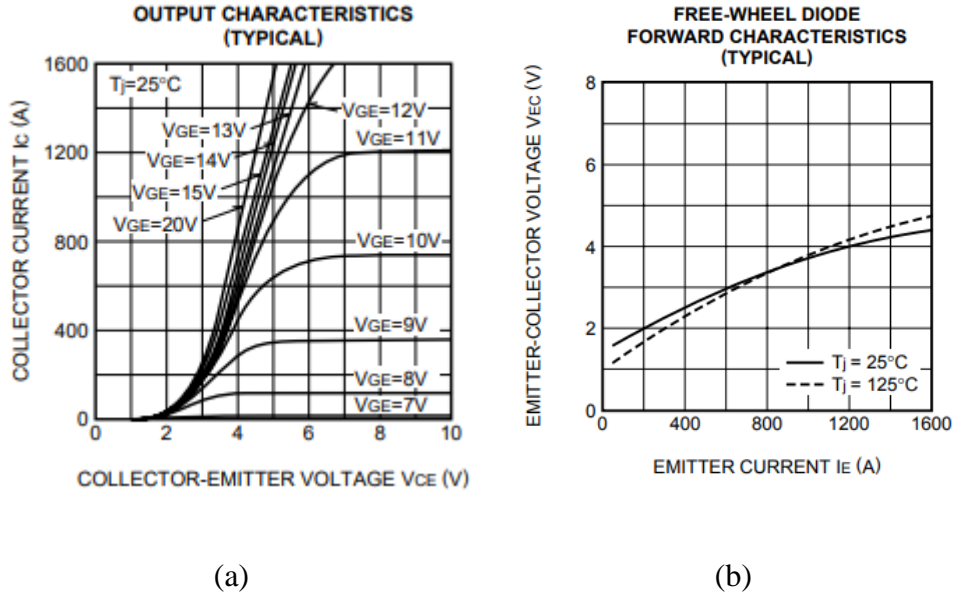 OUTPUT CHARACTERISTICS
(TYPICAL)
1600
1200
800
400
0
0
2
4
6
8
10
Tj=25°C
VGE=12V
VGE=13V
VGE=11V
VGE=14V
VGE=15V
VGE=20V
VGE=10V
VGE=9V
VGE=8V
VGE=7V
COLLECTOR CURRENT IC (A)
COLLECTOR-EMITTER VOLTAGE VCE (V)
(a)
FREE-WHEEL DIODE
FORWARD CHARACTERISTICS
(TYPICAL)
8
6
4
2
0
0
400
800
1200
1600
Tj = 25°C
Tj = 125°C
EMITTER-COLLECTOR VOLTAGE VEC (V)
EMITTER CURRENT IE (A)
(b)